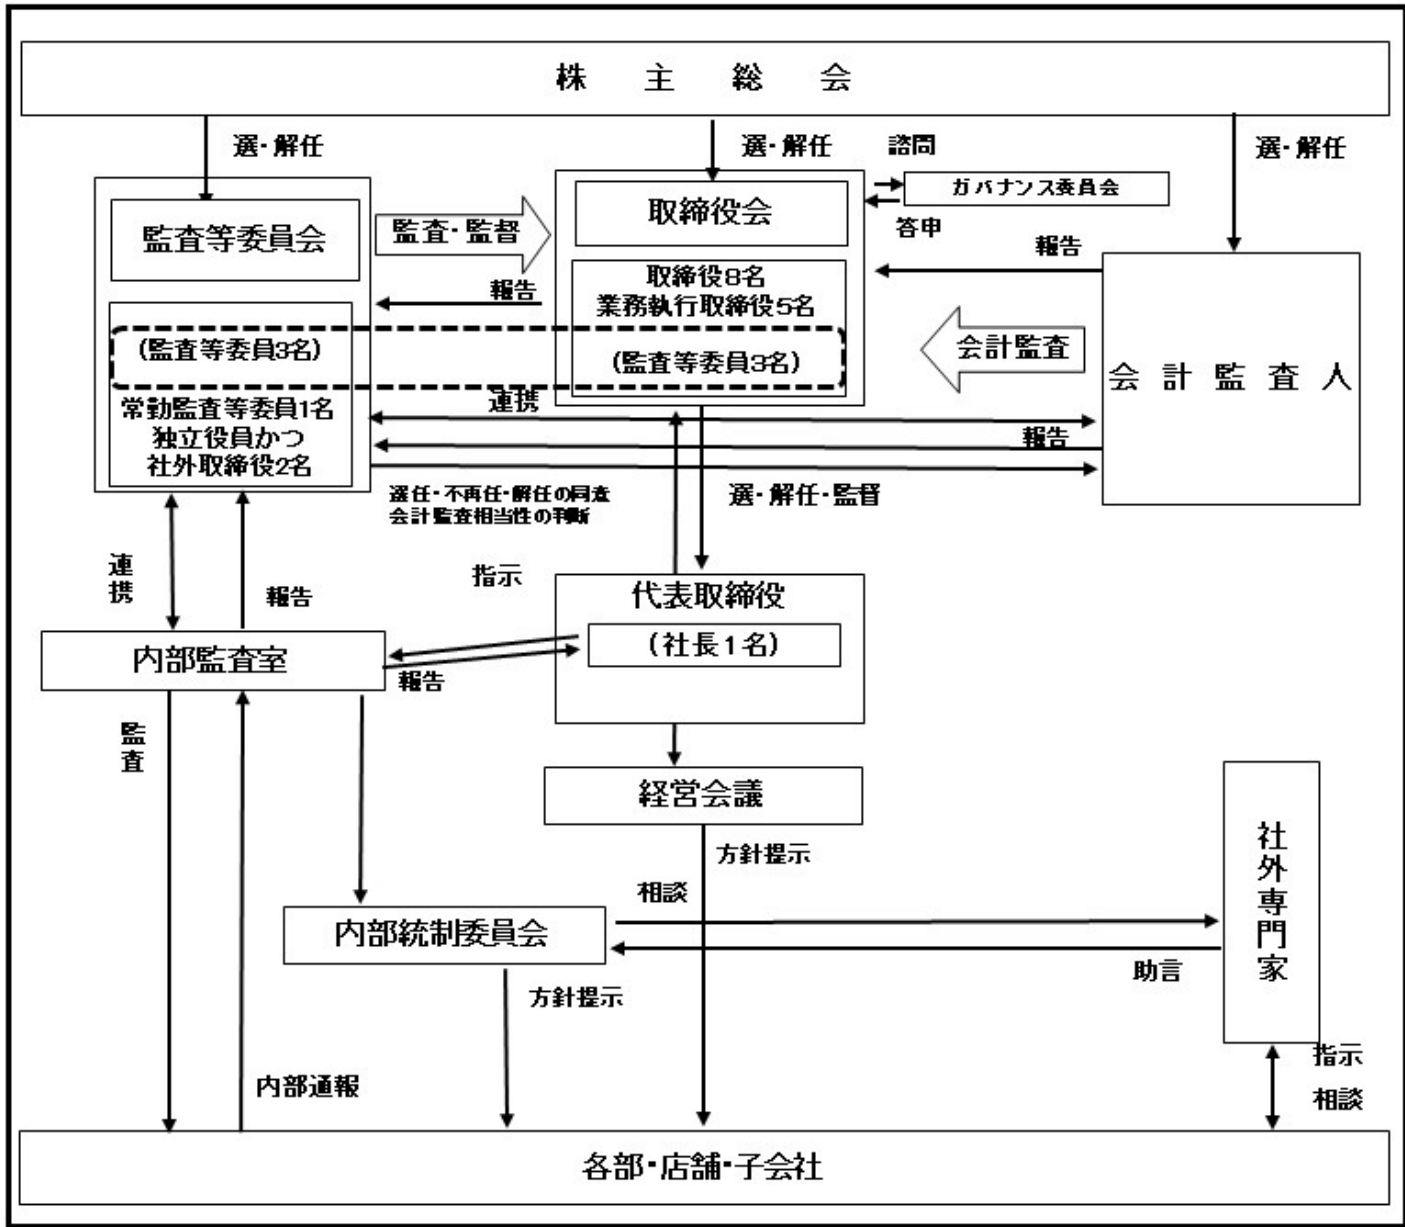 株主総会
選・解任
選・解任
諮問
選・解任
ガバナンス委員会
答申
監査等委員会
監査・監督
取締役会
報告
報告
取締役8名
業務執行取締役5名
(監査等委員3名)
(監査等委員3名)
会計監査
会計監査人
常勤監査等委員1名
独立役員かつ
社外取締役2名
連携
報告
選任・不再任・解任の同意
会計監査相当性の判断
選・解任・監督
連携
報告
指示
代表取締役
(社長1名)
内部監査室
報告
監査
経営会議
方針提示
相談
社外専門家
内部統制委員会
助言
方針提示
内部通報
指示
相談
各部・店舗・子会社